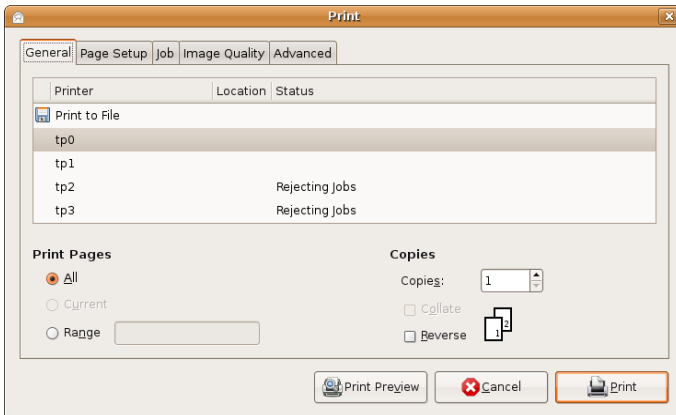 Print
General Page Setup Job Image Quality Advanced
Printer Location Status
Print to File
tp0
tp1
tp2 Rejecting Jobs
tp3 Rejecting Jobs
Print Pages Copies
All Copies: 1
Current Collate
Range Reverse 1 2
Print Preview Cancel Print